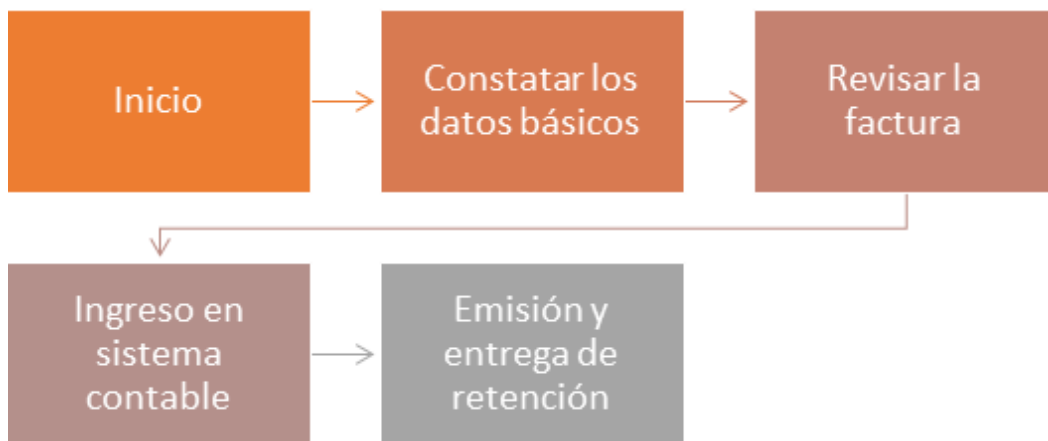 Inicio
Constatar los
datos básicos
Revisar la
factura
Ingreso en
sistema
contable
Emisión y
entrega de
retención